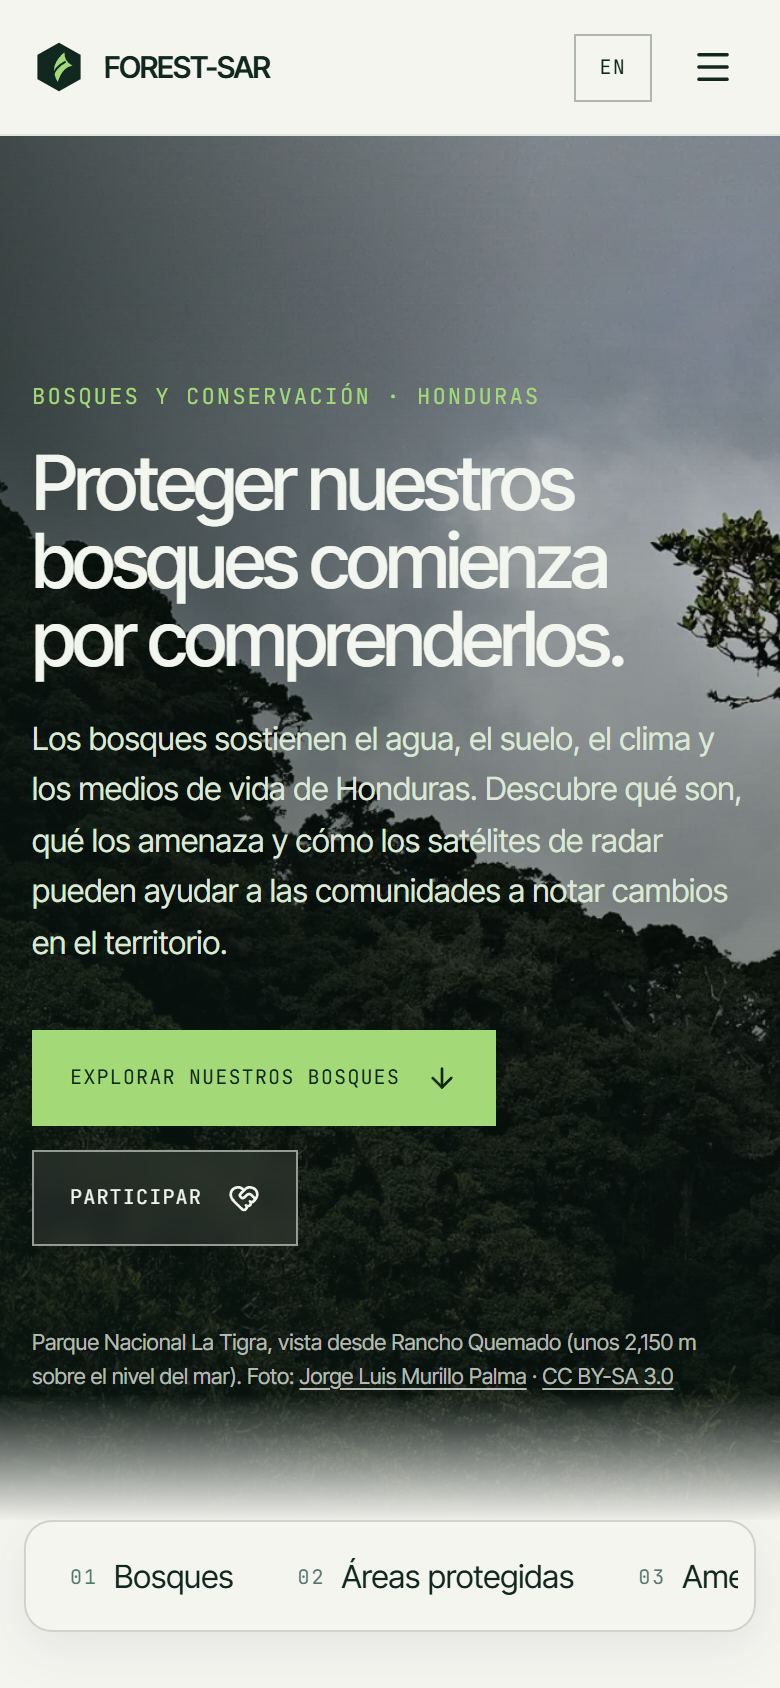 FOREST-SAR
EN
BOSQUES Y CONSERVACIÓN · HONDURAS
Proteger nuestros
bosques comienza
por comprenderlos.
Los bosques sostienen el agua, el suelo, el clima y
los medios de vida de Honduras. Descubre qué son,
qué los amenaza y cómo los satélites de radar
pueden ayudar a las comunidades a notar cambios
en el territorio.
EXPLORAR NUESTROS BOSQUES
PARTICIPAR
Parque Nacional La Tigra, vista desde Rancho Quemado (unos 2,150 m
sobre el nivel del mar). Foto: Jorge Luis Murillo Palma · CC BY-SA 3.0
01 Bosques 02 Áreas protegidas 03